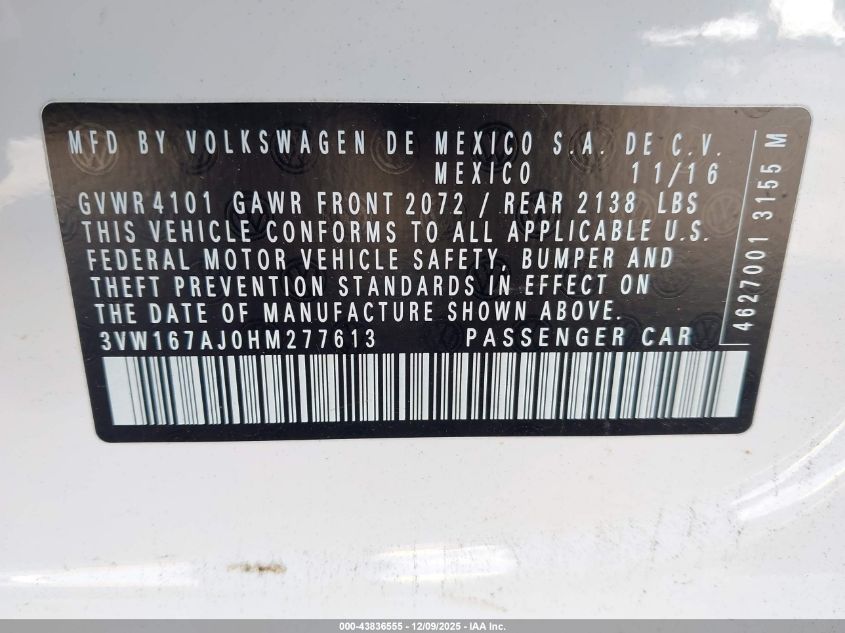 MFD BY VOLKSWAGEN DE MEXICO S.A. DE C.V.
MEXICO 11/16
GVWR 4101 GAWR FRONT 2072 / REAR 2138 LBS
THIS VEHICLE CONFORMS TO ALL APPLICABLE U.S.
FEDERAL MOTOR VEHICLE SAFETY, BUMPER AND
THEFT PREVENTION STANDARDS IN EFFECT ON
THE DATE OF MANUFACTURE SHOWN ABOVE.
3VW167AJ0HM277613 PASSENGER CAR
4627001 3155 M
000-43836555 | 12/09/2025 - IAA Inc.